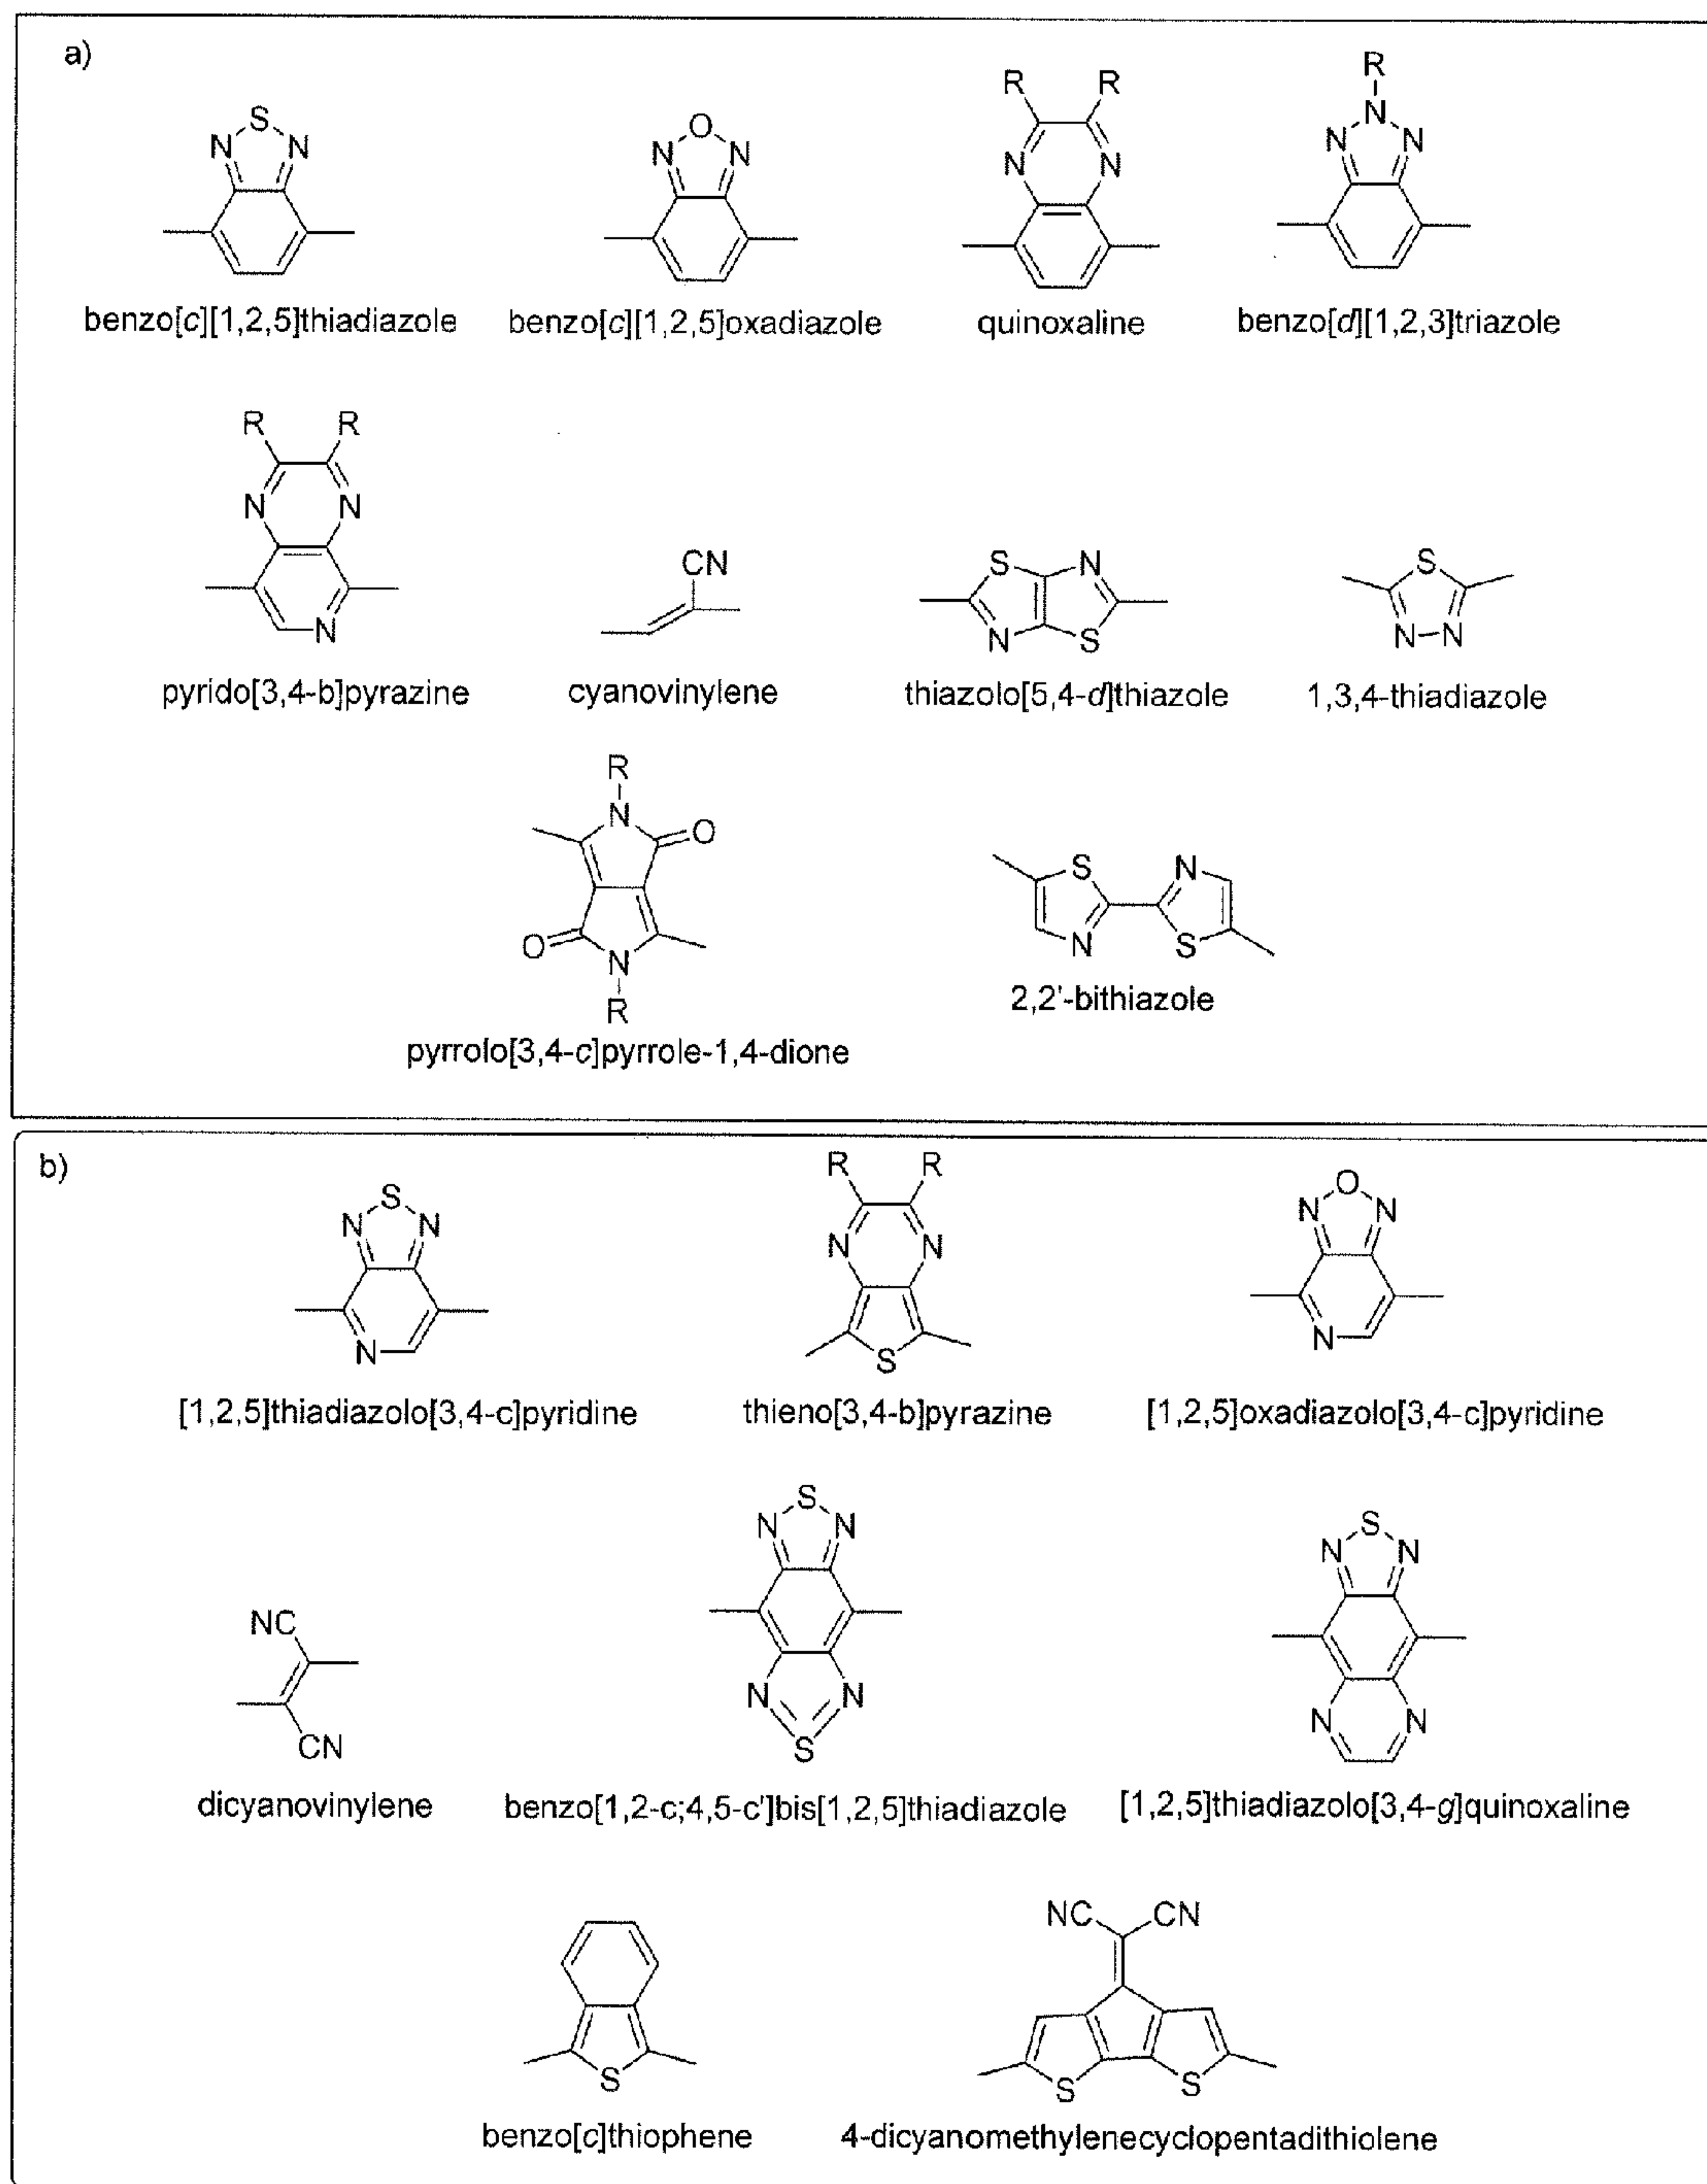 a)
S
N N
benzo[c][1,2,5]thiadiazole
O
N N
benzo[c][1,2,5]oxadiazole
R R
N N
quinoxaline
R
N
N N
benzo[d][1,2,3]triazole
R R
N N
N
pyrido[3,4-b]pyrazine
CN
cyanovinylene
S N
N S
thiazolo[5,4-d]thiazole
S
N N
1,3,4-thiadiazole
R
N
O
O
N
R
pyrrolo[3,4-c]pyrrole-1,4-dione
S N
N S
2,2'-bithiazole
b)
S
N N
N
[1,2,5]thiadiazolo[3,4-c]pyridine
R R
N N
S
thieno[3,4-b]pyrazine
O
N N
N
[1,2,5]oxadiazolo[3,4-c]pyridine
NC
CN
dicyanovinylene
S
N N
N N
S
benzo[1,2-c;4,5-c']bis[1,2,5]thiadiazole
S
N N
N N
[1,2,5]thiadiazolo[3,4-g]quinoxaline
S
benzo[c]thiophene
NC CN
S S
4-dicyanomethylenecyclopentadithiolene